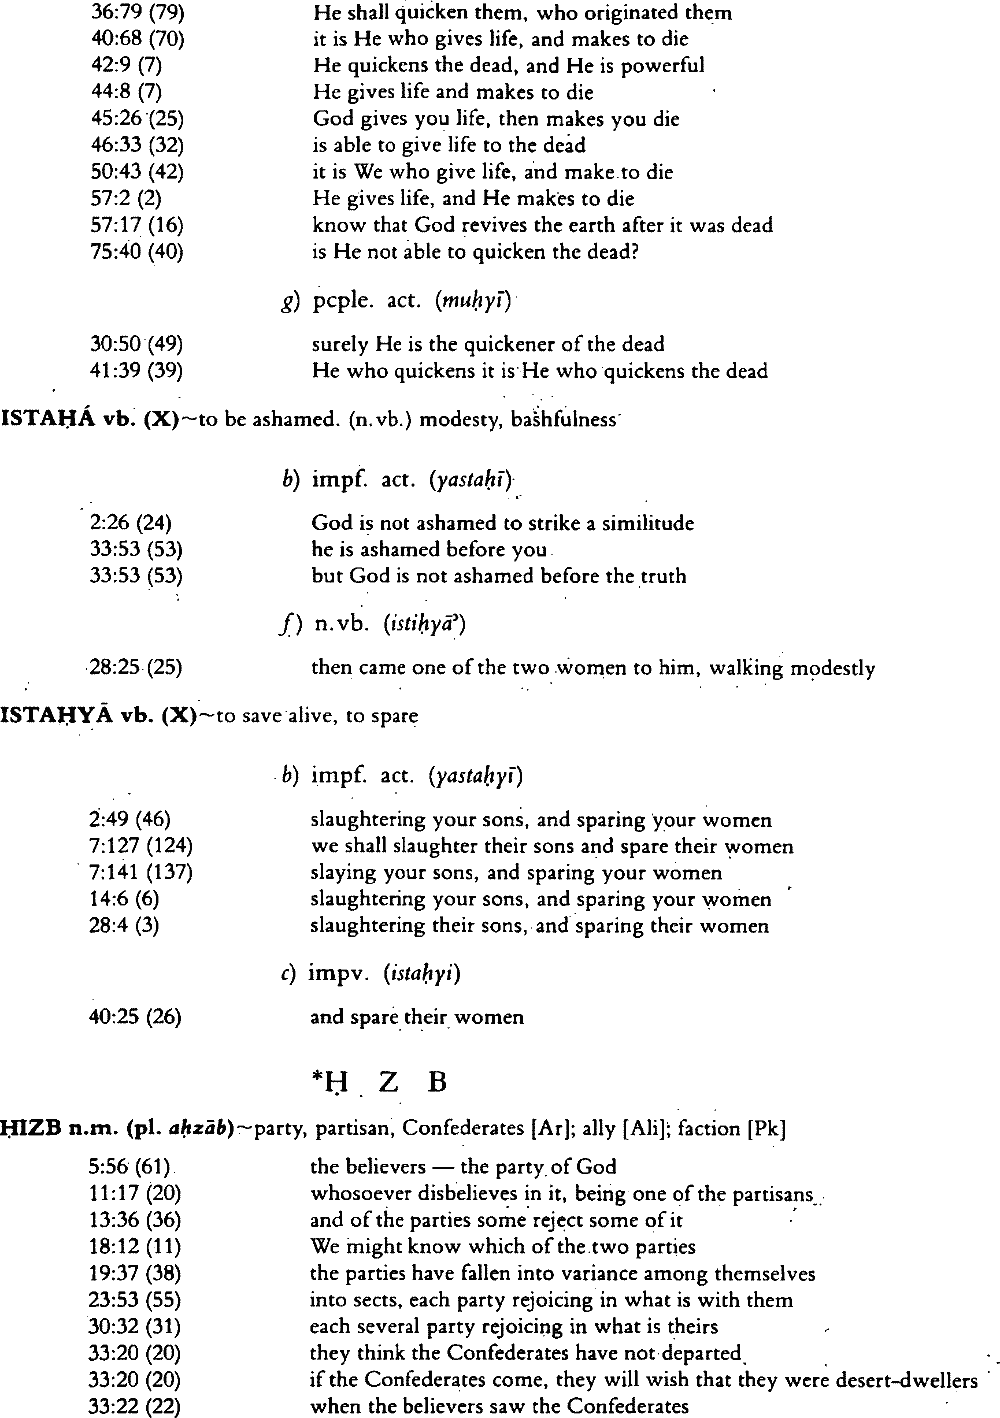 36:79 (79) He shall quicken them, who originated them
40:68 (70) it is He who gives life, and makes to die
42:9 (7) He quickens the dead, and He is powerful
44:8 (7) He gives life and makes to die
45:26 (25) God gives you life, then makes you die
46:33 (32) is able to give life to the dead
50:43 (42) it is We who give life, and make to die
57:2 (2) He gives life, and He makes to die
57:17 (16) know that God revives the earth after it was dead
75:40 (40) is He not able to quicken the dead?
g) pcple. act. (muḥyī)
30:50 (49) surely He is the quickener of the dead
41:39 (39) He who quickens it is He who quickens the dead
ISTAḤÁ vb. (X)~to be ashamed. (n.vb.) modesty, bashfulness
b) impf. act. (yastaḥī)
2:26 (24) God is not ashamed to strike a similitude
33:53 (53) he is ashamed before you
33:53 (53) but God is not ashamed before the truth
f) n.vb. (istiḥyāʾ)
28:25 (25) then came one of the two women to him, walking modestly
ISTAḤYĀ vb. (X)~to save alive, to spare
b) impf. act. (yastaḥyī)
2:49 (46) slaughtering your sons, and sparing your women
7:127 (124) we shall slaughter their sons and spare their women
7:141 (137) slaying your sons, and sparing your women
14:6 (6) slaughtering your sons, and sparing your women
28:4 (3) slaughtering their sons, and sparing their women
c) impv. (istaḥyi)
40:25 (26) and spare their women
*Ḥ Z B
ḤIZB n.m. (pl. aḥzāb)~party, partisan, Confederates [Ar]; ally [Ali]; faction [Pk]
5:56 (61) the believers — the party of God
11:17 (20) whosoever disbelieves in it, being one of the partisans
13:36 (36) and of the parties some reject some of it
18:12 (11) We might know which of the two parties
19:37 (38) the parties have fallen into variance among themselves
23:53 (55) into sects, each party rejoicing in what is with them
30:32 (31) each several party rejoicing in what is theirs
33:20 (20) they think the Confederates have not departed
33:20 (20) if the Confederates come, they will wish that they were desert-dwellers
33:22 (22) when the believers saw the Confederates